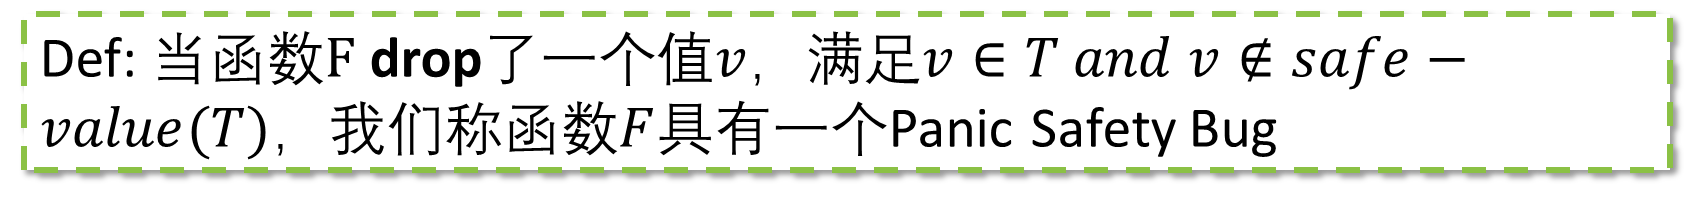 Def: 当函数F drop了一个值𝑣，满足𝑣 ∈ 𝑇 𝑎𝑛𝑑 𝑣 ∉ 𝑠𝑎𝑓𝑒 −
𝑣𝑎𝑙𝑢𝑒(𝑇)，我们称函数𝐹具有一个Panic Safety Bug